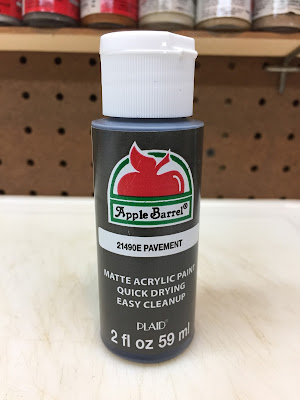 Apple Barrel®
21490E PAVEMENT
MATTE ACRYLIC PAINT
QUICK DRYING
EASY CLEANUP
PLAID®
2 fl oz 59 ml